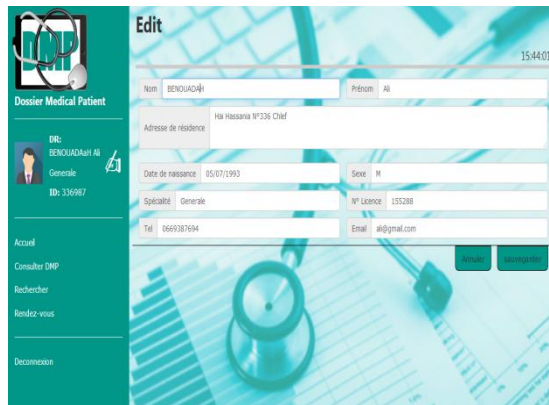 DMP
Dossier Medical Patient
DR:
BENOUADAaH Ali
Generale
ID: 336987
Accueil
Consulter DMP
Rechercher
Rendez-vous
Deconnexion
Edit
15:44:01
Nom BENOUADAH Prénom Ali
Adresse de résidence Hai Hassania N°336 Chlef
Date de naissance 05/07/1993 Sexe M
Spécialité Generale N° Licence 155288
Tel 0669387694 Email ali@gmail.com
Annuler sauvegarder